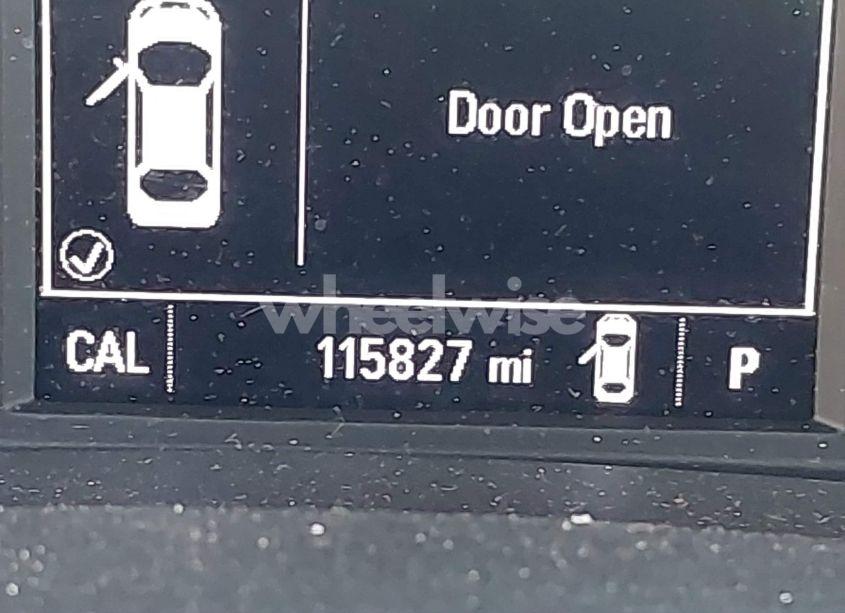 Door Open
wheelwise
CAL 115827 mi P